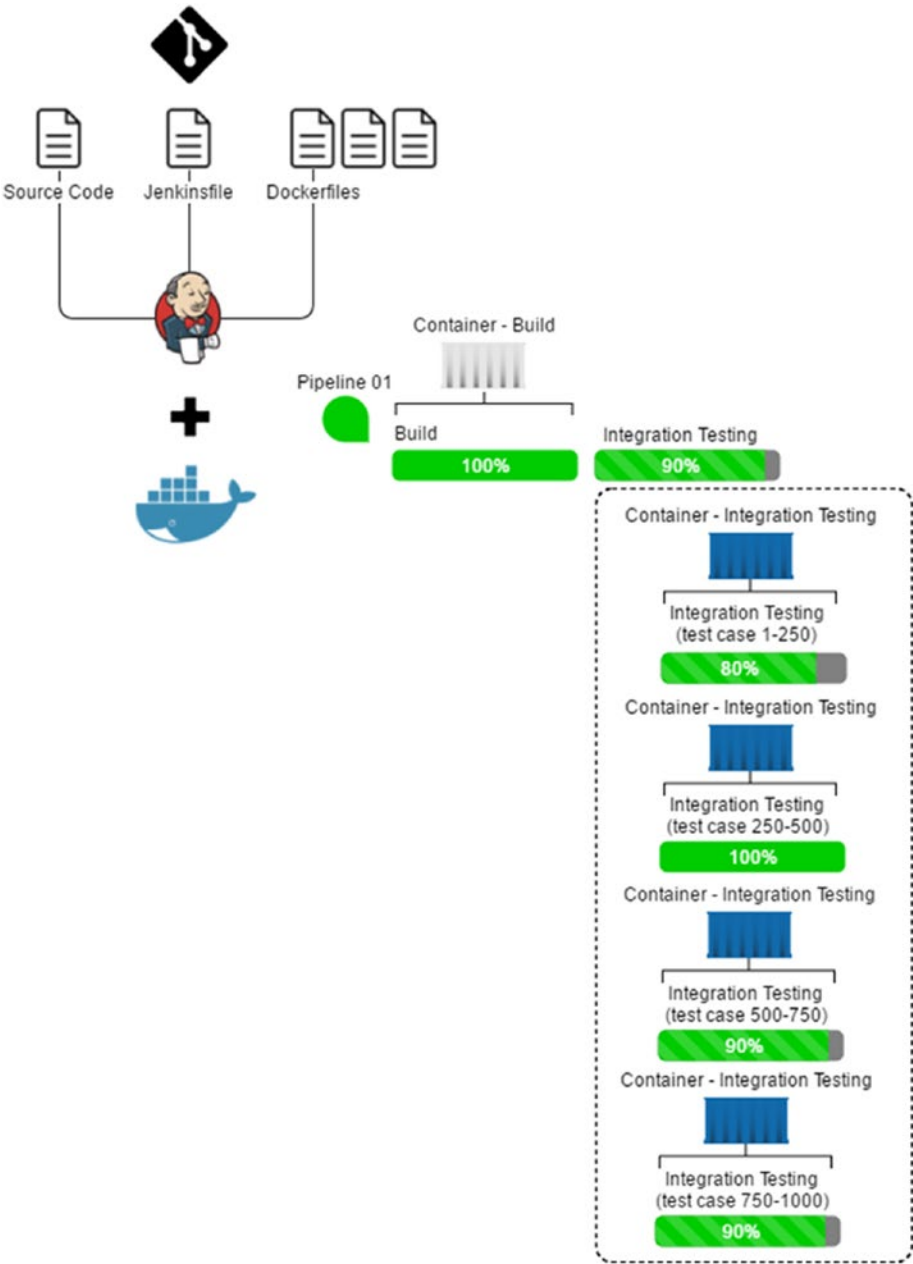 Source Code
Jenkinsfile
Dockerfiles
Container - Build
Pipeline 01
Build
100%
Integration Testing
90%
Container - Integration Testing
Integration Testing
(test case 1-250)
80%
Container - Integration Testing
Integration Testing
(test case 250-500)
100%
Container - Integration Testing
Integration Testing
(test case 500-750)
90%
Container - Integration Testing
Integration Testing
(test case 750-1000)
90%